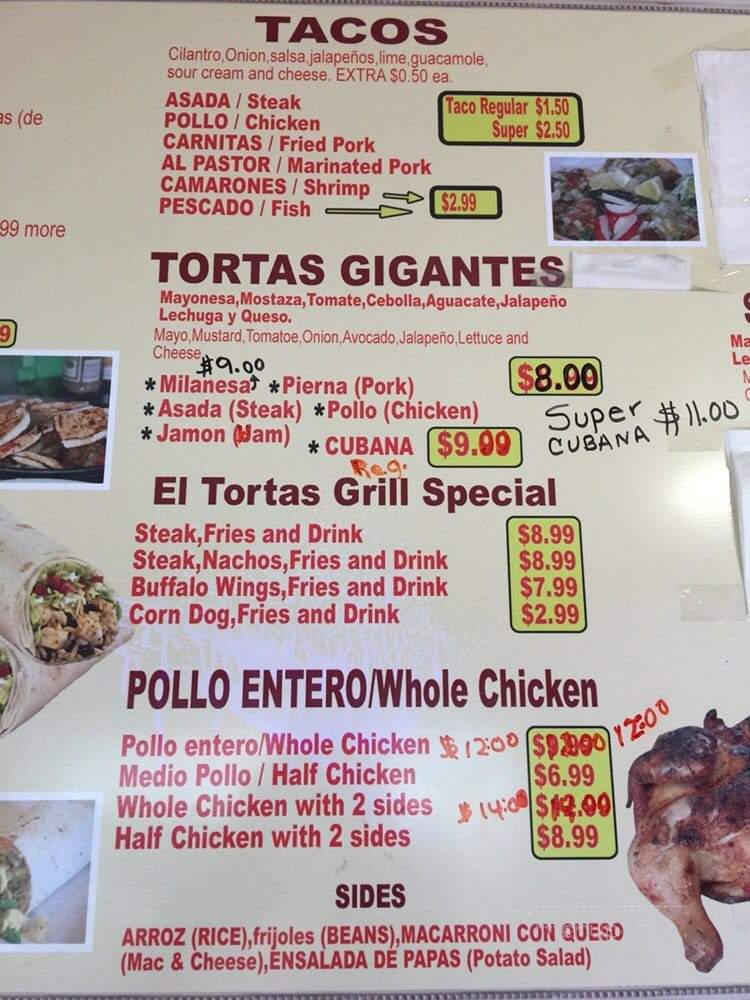 TACOS
Cilantro,Onion,salsa,jalapeños,lime,guacamole,
sour cream and cheese. EXTRA $0.50 ea.
as (de
ASADA / Steak
POLLO / Chicken
CARNITAS / Fried Pork
AL PASTOR / Marinated Pork
CAMARONES / Shrimp
PESCADO / Fish
Taco Regular $1.50
Super $2.50
$2.99
99 more
9
TORTAS GIGANTES
Mayonesa,Mostaza,Tomate,Cebolla,Aguacate,Jalapeño
Lechuga y Queso.
Mayo,Mustard,Tomatoe,Onion,Avocado,Jalapeño,Lettuce and
Cheese
$9.00
*Milanesa *Pierna (Pork) $8.00
*Asada (Steak) *Pollo (Chicken)
*Jamon (Ham) *CUBANA $9.00
Reg.
Super $11.00
CUBANA
Ma
Le
El Tortas Grill Special
Steak,Fries and Drink $8.99
Steak,Nachos,Fries and Drink $8.99
Buffalo Wings,Fries and Drink $7.99
Corn Dog,Fries and Drink $2.99
POLLO ENTERO/Whole Chicken
Pollo entero/Whole Chicken $12:00 12:00
Medio Pollo / Half Chicken $6.99
Whole Chicken with 2 sides $14:00 $14.00
Half Chicken with 2 sides $8.99
SIDES
ARROZ (RICE),frijoles (BEANS),MACARRONI CON QUESO
(Mac & Cheese),ENSALADA DE PAPAS (Potato Salad)